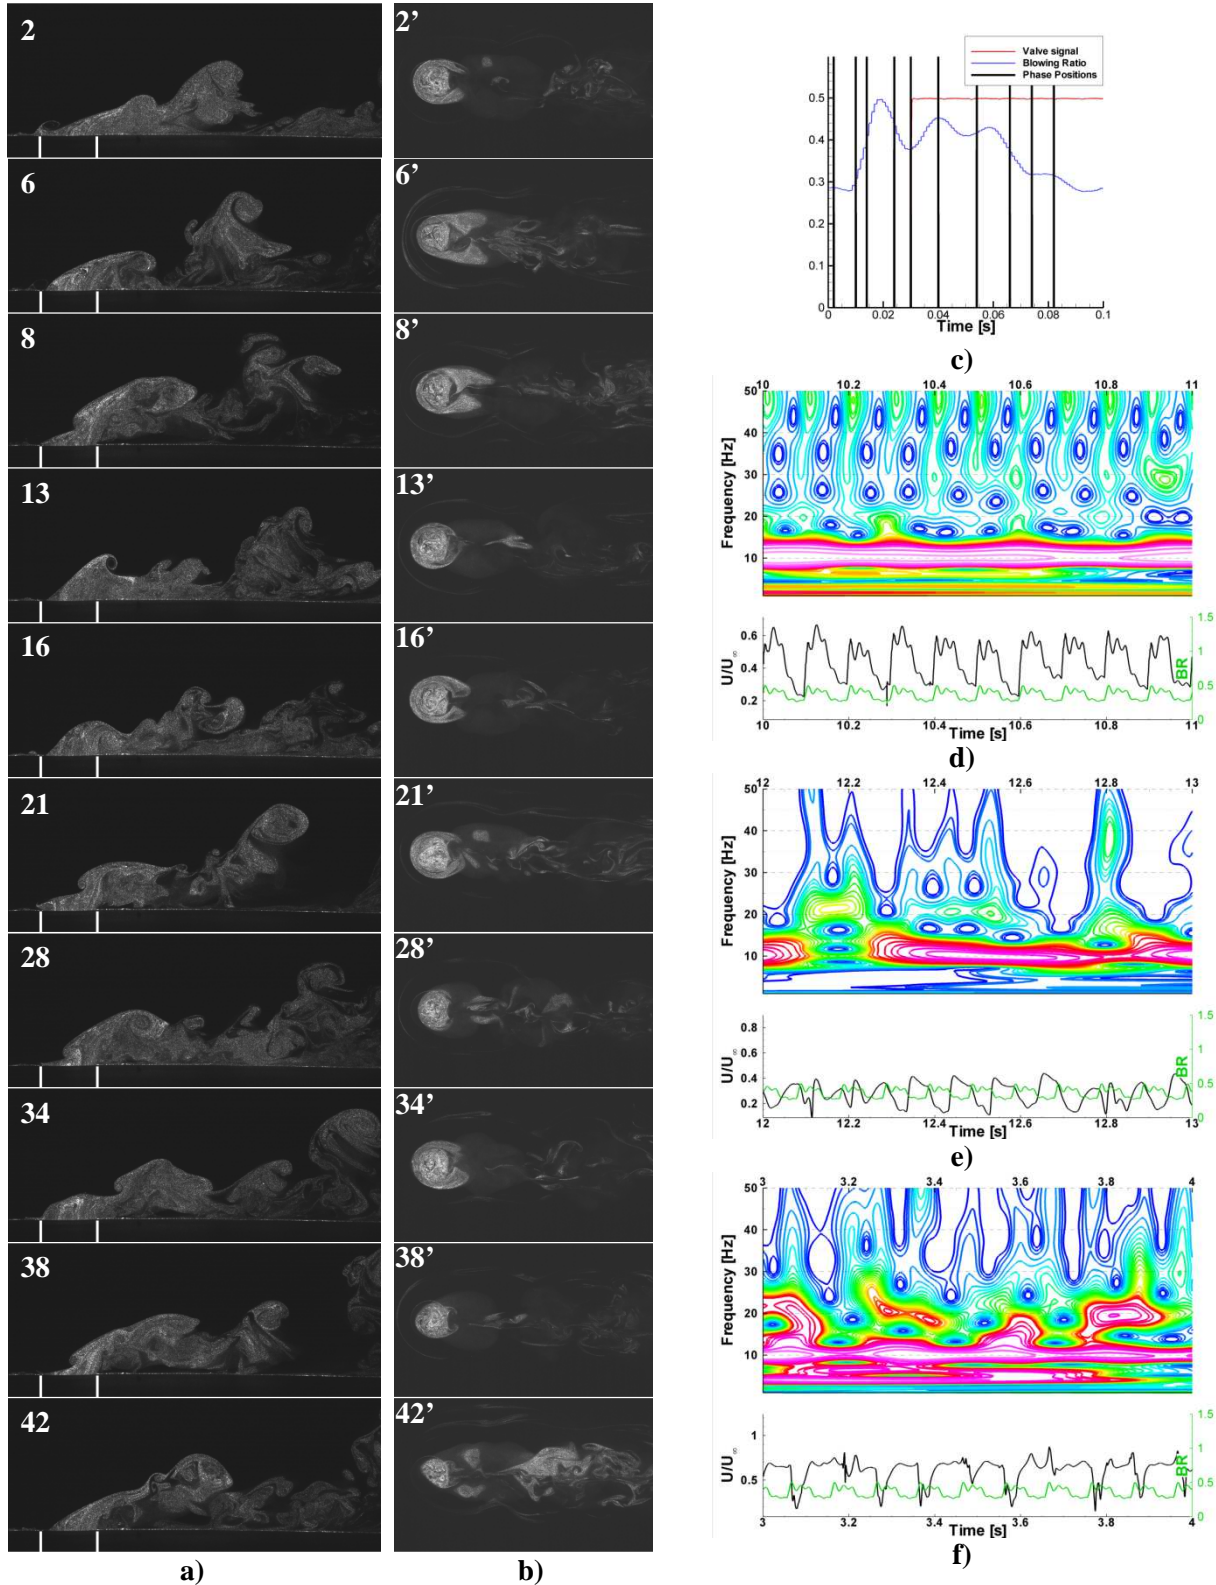 2
6
8
13
16
21
28
34
38
42
a)
2’
6’
8’
13’
16’
21’
28’
34’
38’
42’
b)
Valve signal
Blowing Ratio
Phase Positions
0.5
0.4
0.3
0.2
0.1
0
0 0.02 0.04 0.06 0.08 0.1
Time [s]
c)
10 10.2 10.4 10.6 10.8 11
50
40
30
20
10
Frequency [Hz]
0.6
0.4
0.2
U/U∞
1.5
1
0.5
0
BR
10 10.2 10.4 10.6 10.8 11
Time [s]
d)
12 12.2 12.4 12.6 12.8 13
50
40
30
20
10
Frequency [Hz]
0.8
0.6
0.4
0.2
U/U∞
1.5
1
0.5
0
BR
12 12.2 12.4 12.6 12.8 13
Time [s]
e)
3 3.2 3.4 3.6 3.8 4
50
40
30
20
10
Frequency [Hz]
1
0.5
U/U∞
1.5
1
0.5
0
BR
3 3.2 3.4 3.6 3.8 4
Time [s]
f)